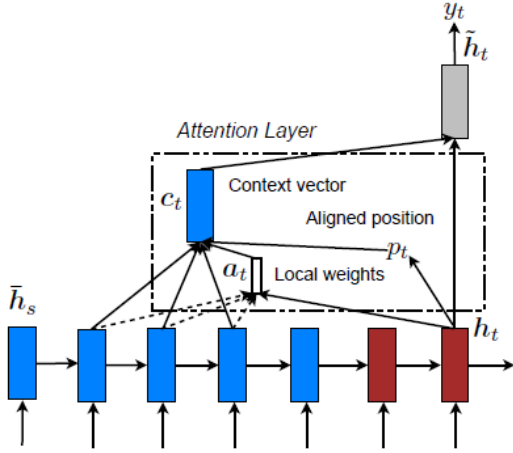 y_t
h̃_t
Attention Layer
c_t
Context vector
Aligned position
p_t
a_t
Local weights
h̄_s
h_t